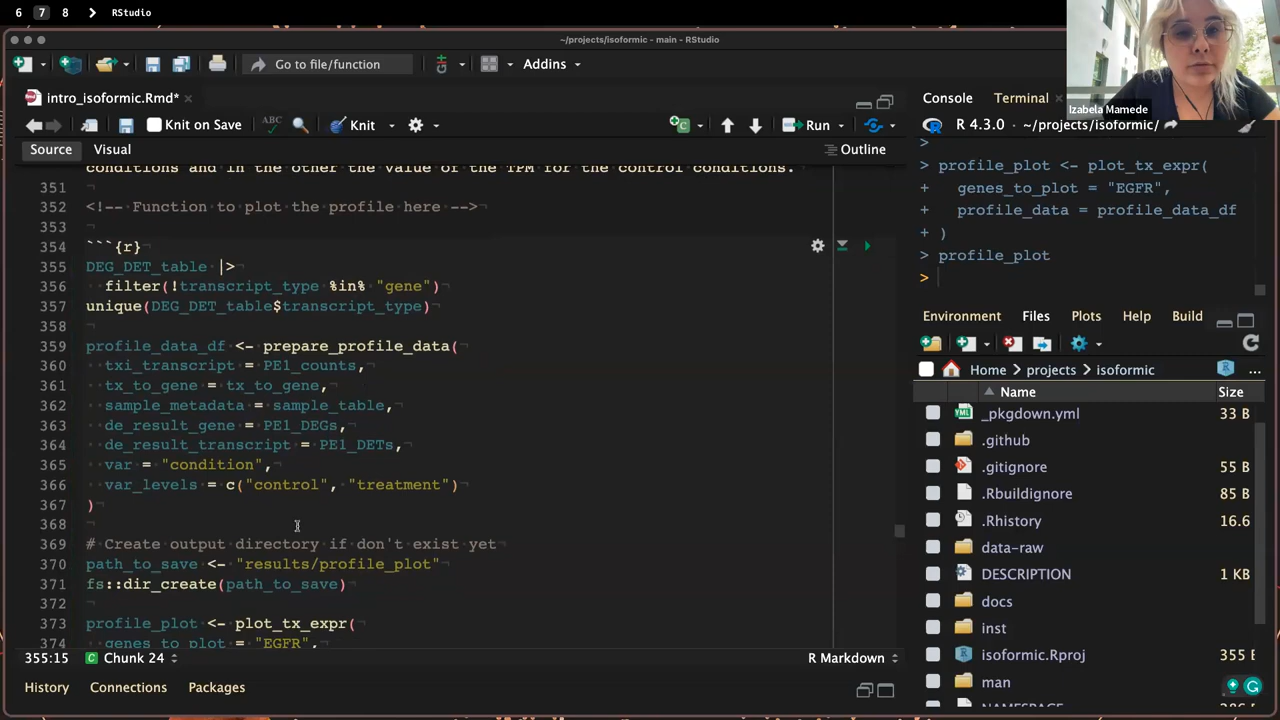 6 7 8 > RStudio
~/projects/isoformic - main - RStudio
Go to file/function
Addins
Izabela Mamede
intro_isoformic.Rmd*
Knit on Save
ABC
Knit
Run
Source
Visual
Outline
conditions and in the other the value of the TPM for the control conditions.
351
352 <!-- Function to plot the profile here -->
353
354 ```{r}
355 DEG_DET_table |>
356 filter(!transcript_type %in% "gene")
357 unique(DEG_DET_table$transcript_type)
358
359 profile_data_df <- prepare_profile_data(
360 txi_transcript = PE1_counts,
361 tx_to_gene = tx_to_gene,
362 sample_metadata = sample_table,
363 de_result_gene = PE1_DEGs,
364 de_result_transcript = PE1_DETs,
365 var = "condition",
366 var_levels = c("control", "treatment")
367 )
368
369 # Create output directory if don't exist yet
370 path_to_save <- "results/profile_plot"
371 fs::dir_create(path_to_save)
372
373 profile_plot <- plot_tx_expr(
374 genes_to_plot = "EGFR",
355:15
Chunk 24
R Markdown
History
Connections
Packages
Console
Terminal
R 4.3.0 · ~/projects/isoformic/
>
> profile_plot <- plot_tx_expr(
+ genes_to_plot = "EGFR",
+ profile_data = profile_data_df
+ )
> profile_plot
>
Environment
Files
Plots
Help
Build
Home
projects
isoformic
...
Name
Size
_pkgdown.yml 33 B
.github
.gitignore 55 B
.Rbuildignore 85 B
.Rhistory 16.6
data-raw
DESCRIPTION 1 KB
docs
inst
isoformic.Rproj 355 B
man
NAMESPACE